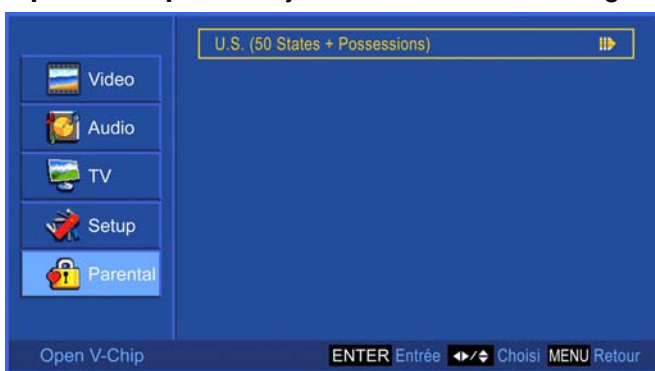 U.S. (50 States + Possessions)
Video
Audio
TV
Setup
Parental
Open V-Chip
ENTER Entrée ◀▶/◆ Choisi MENU Retour